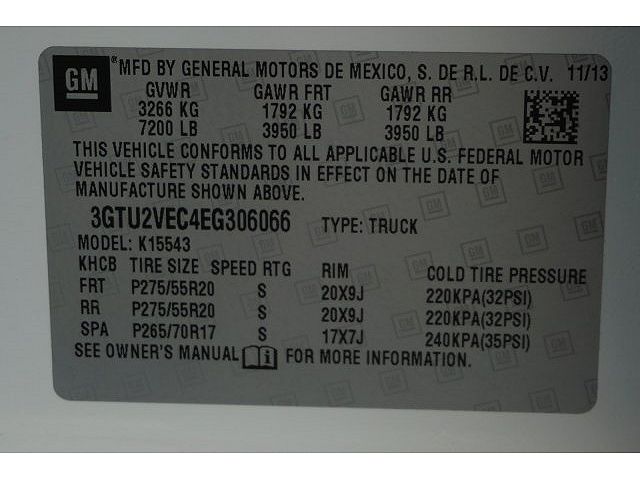 GM ® MFD BY GENERAL MOTORS DE MEXICO, S. DE R.L. DE C.V. 11/13
GVWR GAWR FRT GAWR RR
3266 KG 1792 KG 1792 KG
7200 LB 3950 LB 3950 LB
THIS VEHICLE CONFORMS TO ALL APPLICABLE U.S. FEDERAL MOTOR
VEHICLE SAFETY STANDARDS IN EFFECT ON THE DATE OF
MANUFACTURE SHOWN ABOVE.
3GTU2VEC4EG306066 TYPE: TRUCK
MODEL: K15543
KHCB TIRE SIZE SPEED RTG RIM COLD TIRE PRESSURE
FRT P275/55R20 S 20X9J 220KPA(32PSI)
RR P275/55R20 S 20X9J 220KPA(32PSI)
SPA P265/70R17 S 17X7J 240KPA(35PSI)
SEE OWNER'S MANUAL FOR MORE INFORMATION.